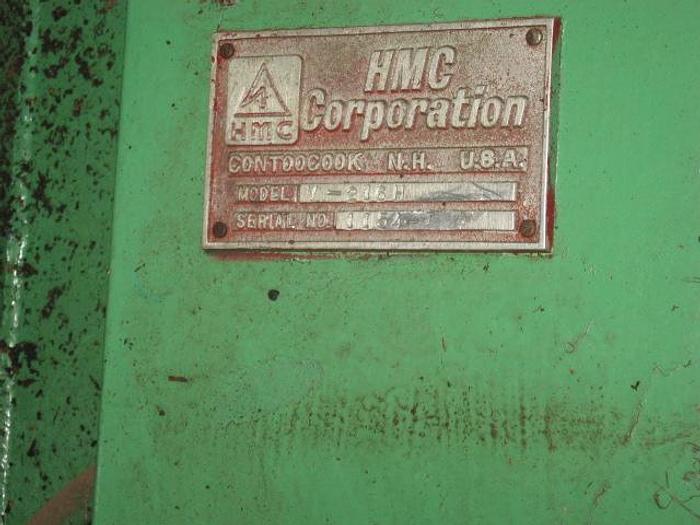 HMC
HMC
Corporation
CONTOOCOOK N.H. U.S.A.
MODEL
SERIAL NO.